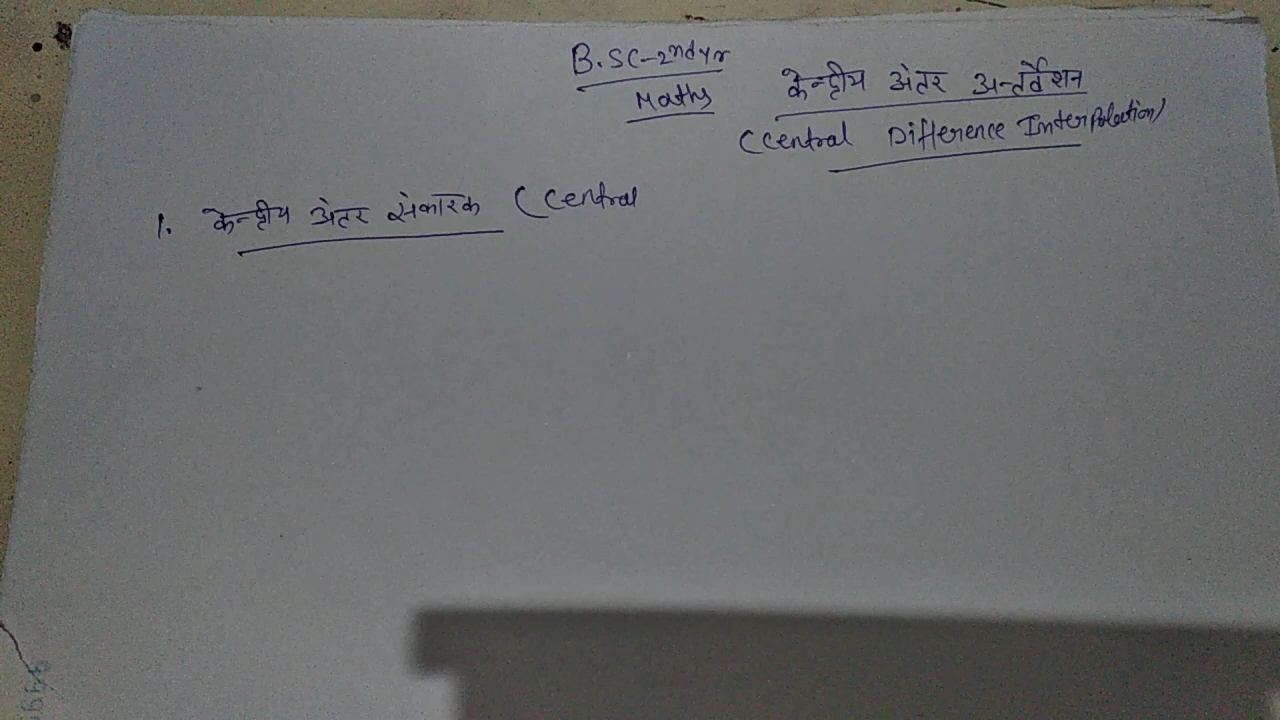 B.SC-2nd yr
Maths
केन्द्रीय अंतर अन्तर्वेशन
(Central Difference Interpolation)
1. केन्द्रीय अंतर संकारक (Central